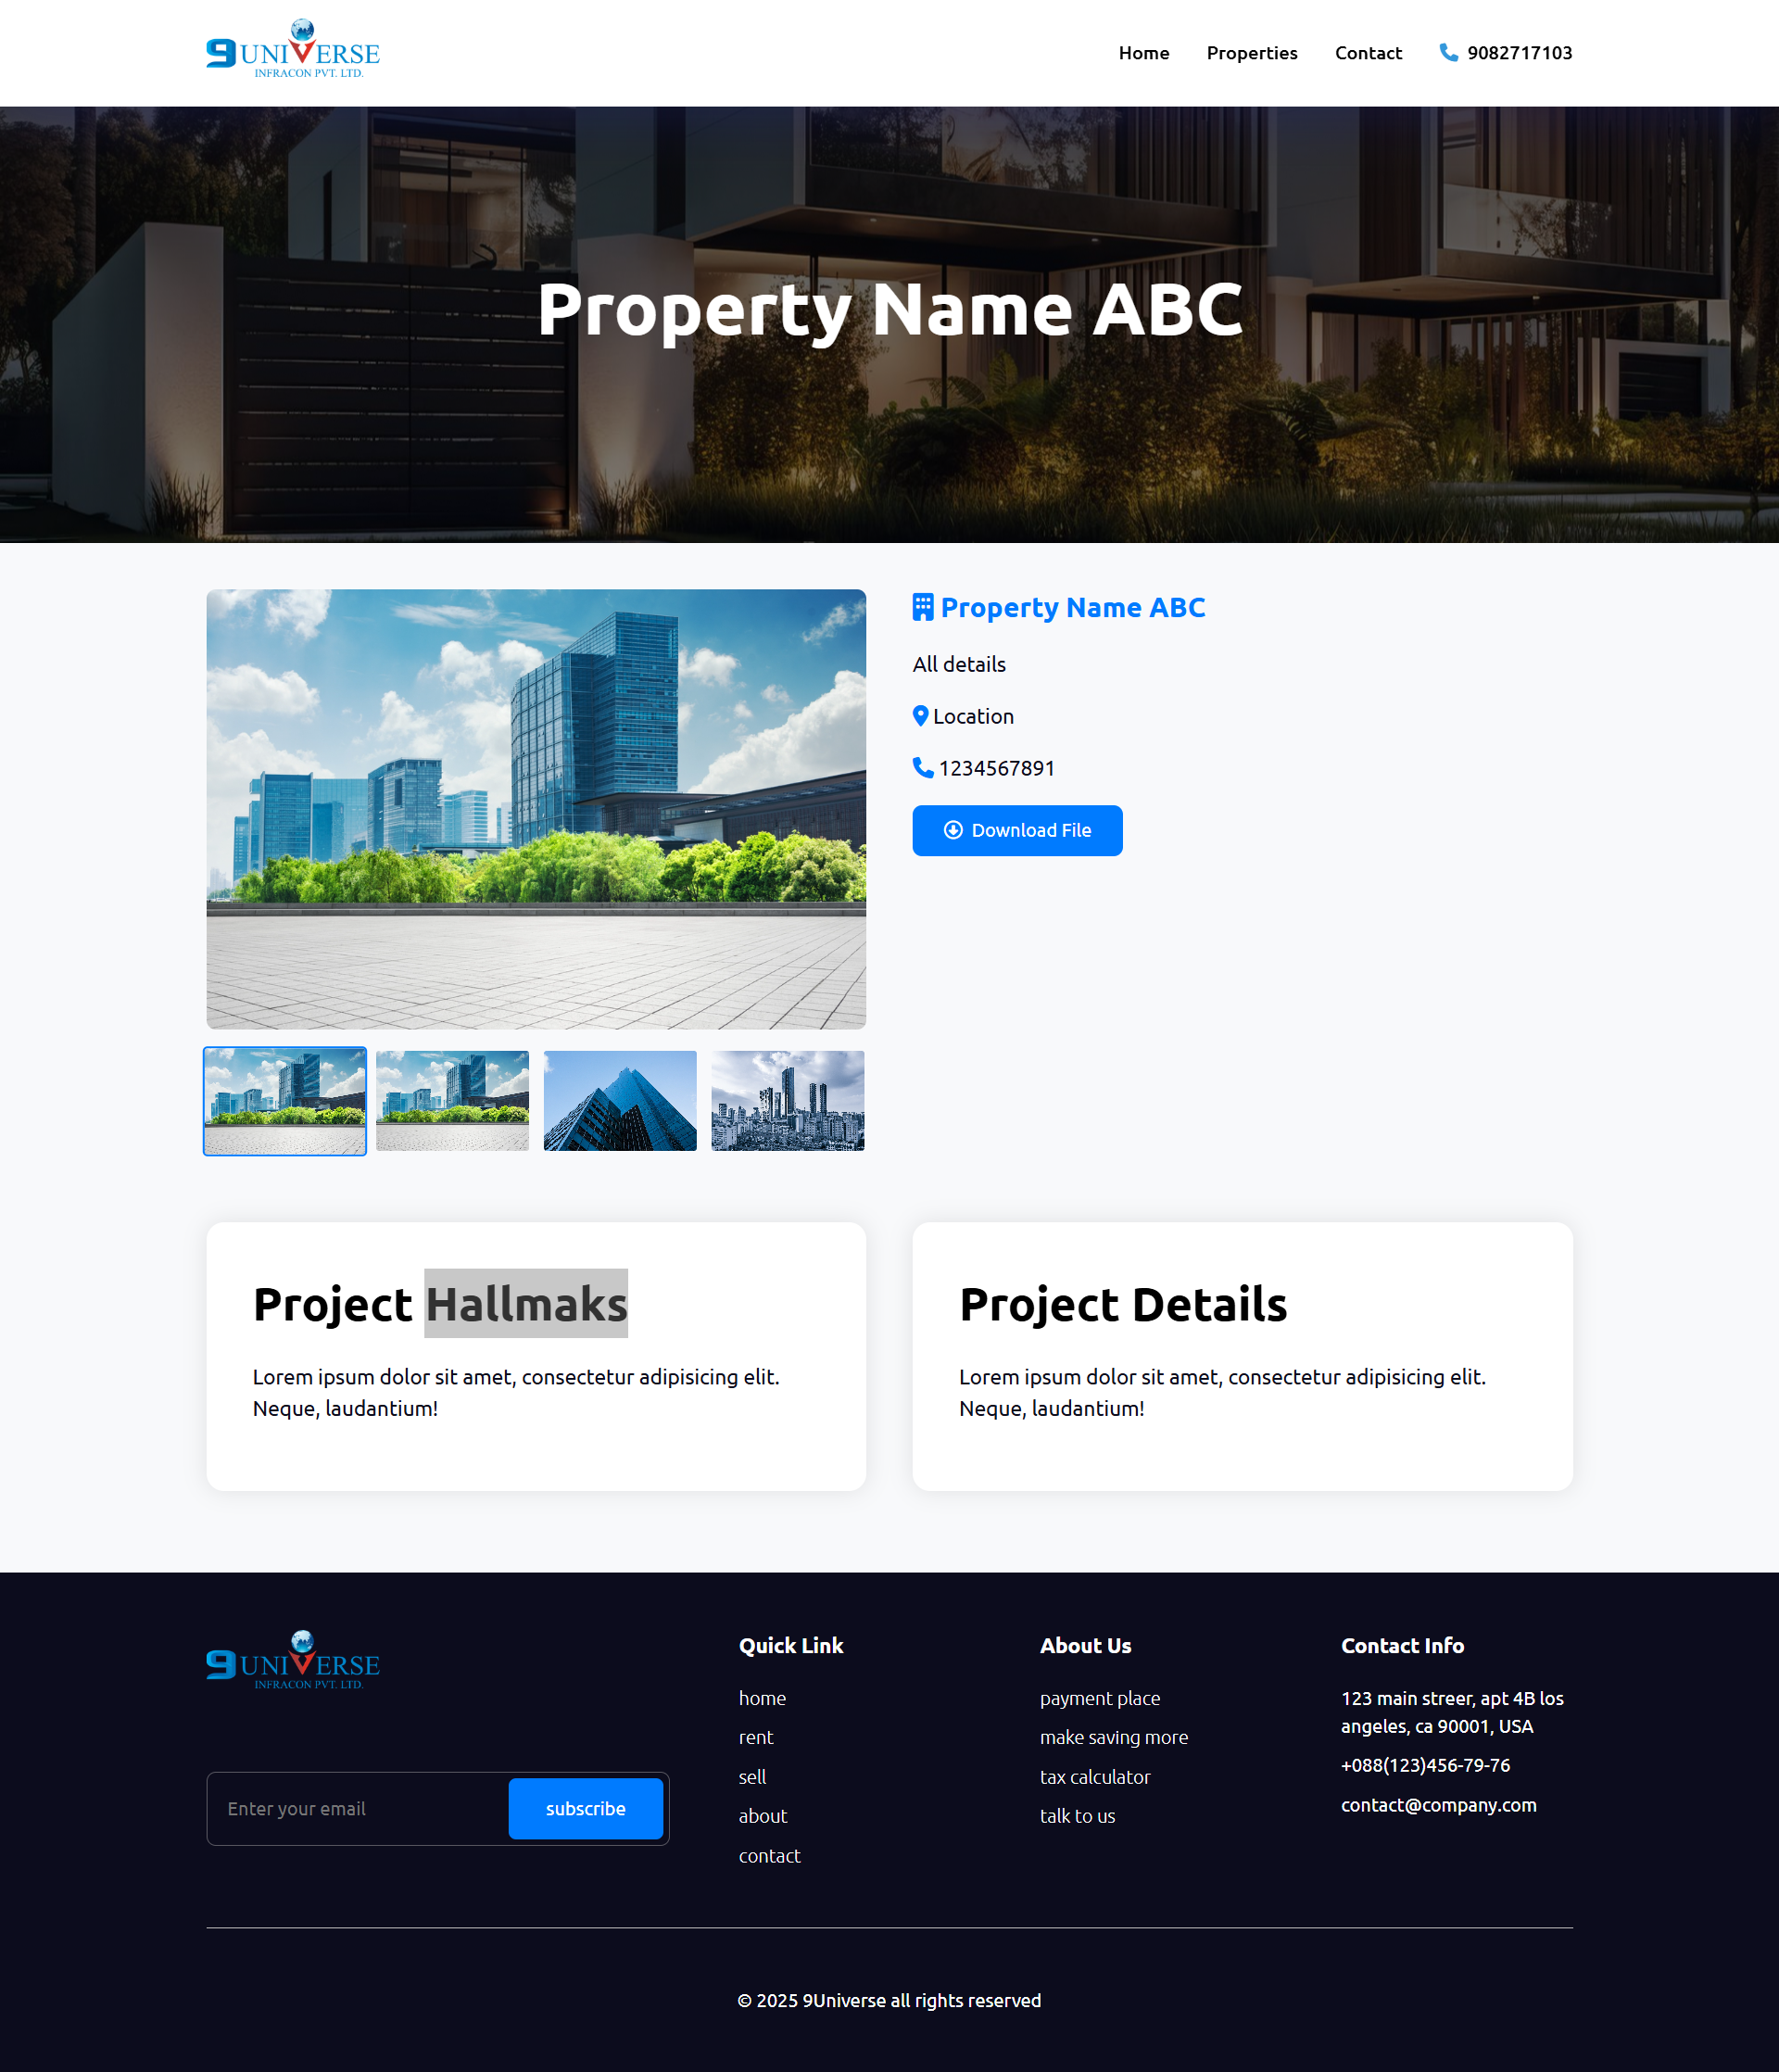 9 UNIVERSE
INFRACON PVT. LTD.
Home Properties Contact 9082717103
Property Name ABC
Property Name ABC
All details
Location
1234567891
Download File
Project Hallmaks
Lorem ipsum dolor sit amet, consectetur adipisicing elit.
Neque, laudantium!
Project Details
Lorem ipsum dolor sit amet, consectetur adipisicing elit.
Neque, laudantium!
9 UNIVERSE
INFRACON PVT. LTD.
Enter your email
subscribe
Quick Link
home
rent
sell
about
contact
About Us
payment place
make saving more
tax calculator
talk to us
Contact Info
123 main streer, apt 4B los
angeles, ca 90001, USA
+088(123)456-79-76
contact@company.com
© 2025 9Universe all rights reserved